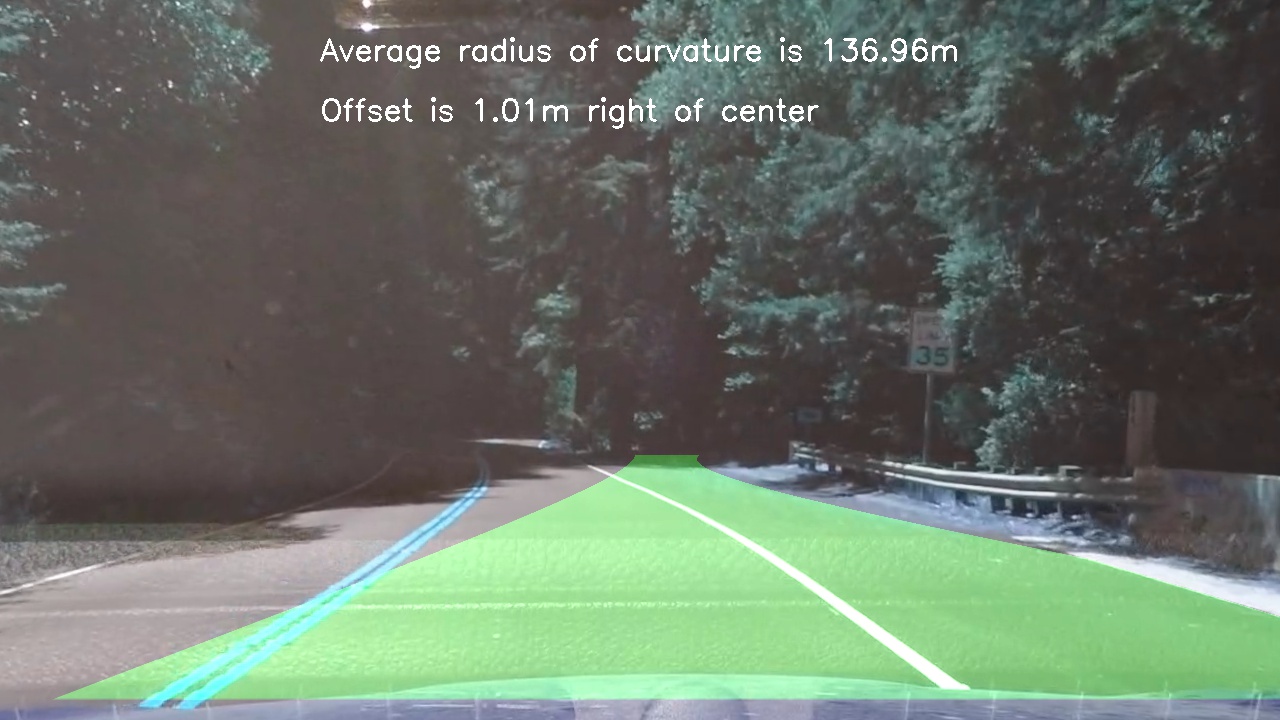 Average radius of curvature is 136.96m
Offset is 1.01m right of center
35